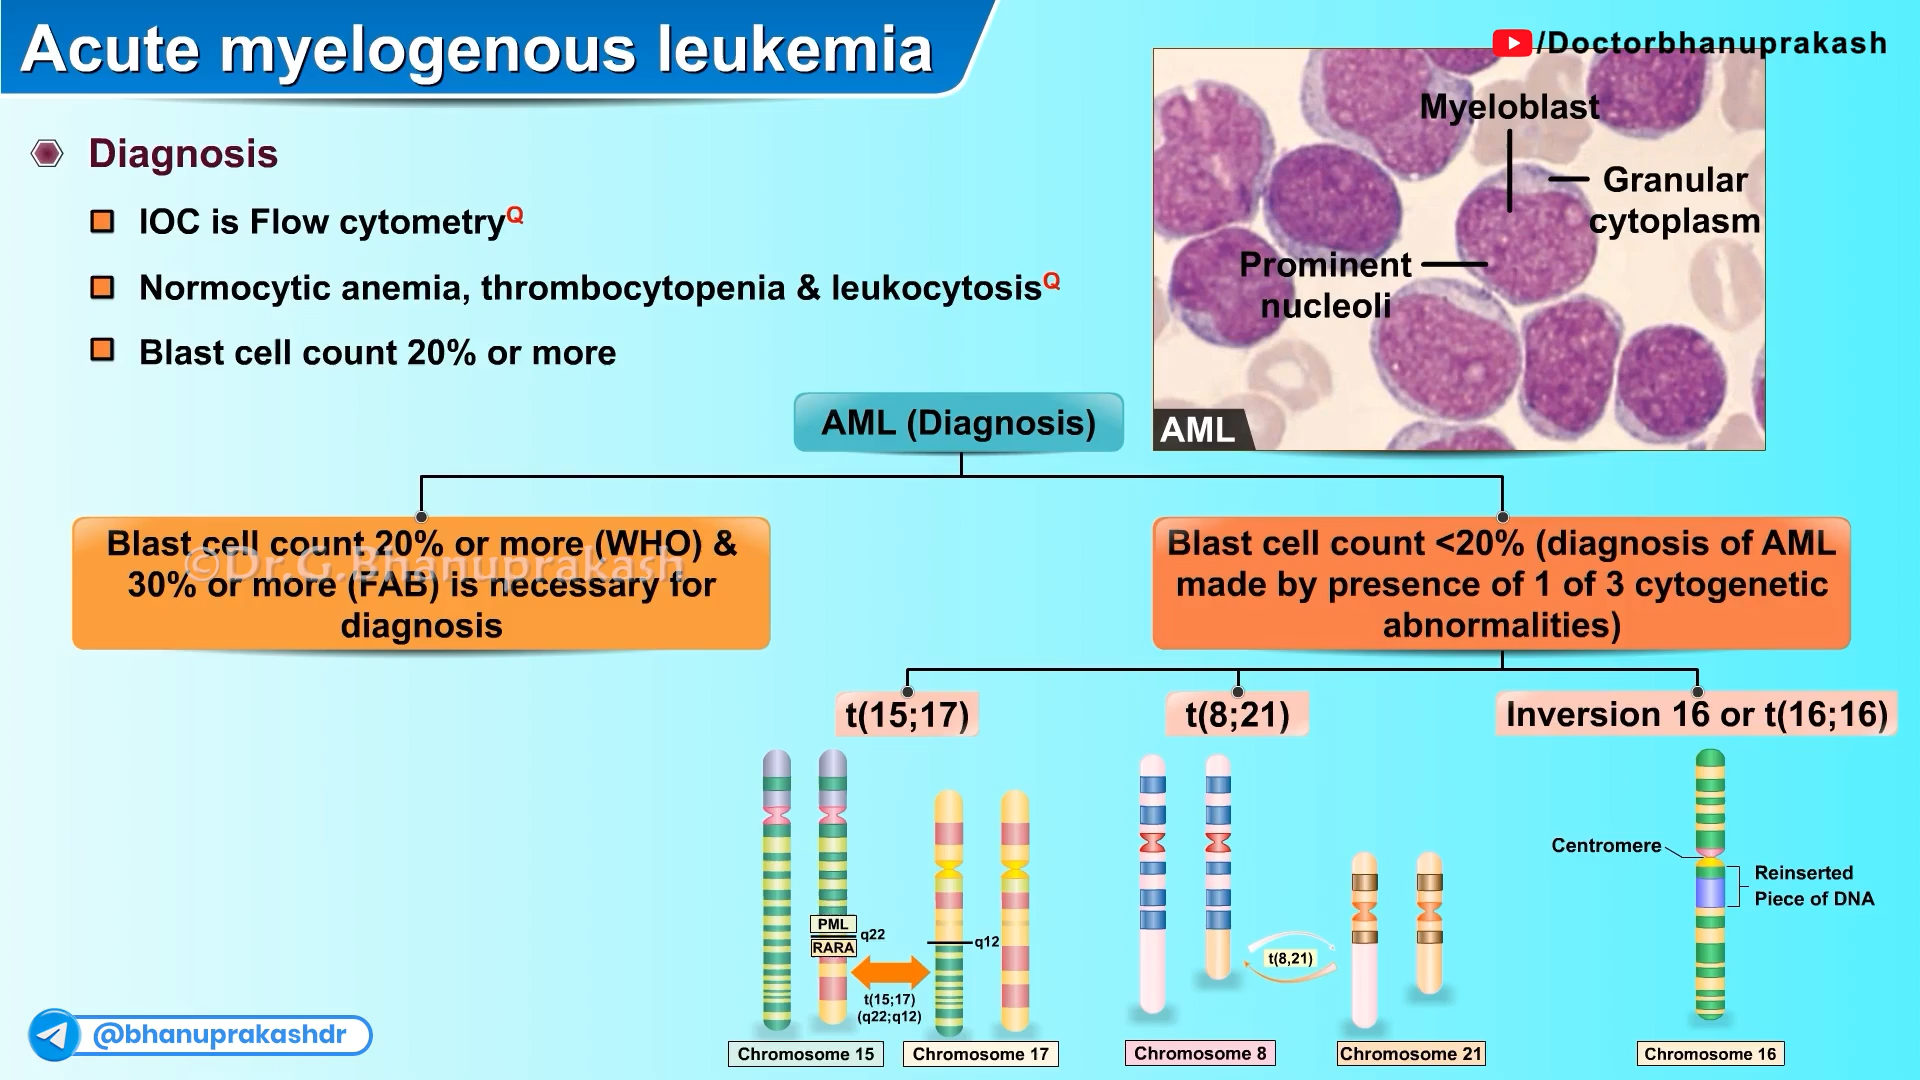 Acute myelogenous leukemia
/Doctorbhanuprakash
Diagnosis
IOC is Flow cytometryQ
Normocytic anemia, thrombocytopenia & leukocytosisQ
Blast cell count 20% or more
Myeloblast
Granular
cytoplasm
Prominent
nucleoli
AML
AML (Diagnosis)
Blast cell count 20% or more (WHO) &
30% or more (FAB) is necessary for
diagnosis
©Dr.G.Bhanuprakash
Blast cell count <20% (diagnosis of AML
made by presence of 1 of 3 cytogenetic
abnormalities)
t(15;17)
t(8;21)
Inversion 16 or t(16;16)
PML
RARA
q22
q12
t(15;17)
(q22;q12)
Chromosome 15
Chromosome 17
t(8,21)
Chromosome 8
Chromosome 21
Centromere
Reinserted
Piece of DNA
Chromosome 16
@bhanuprakashdr